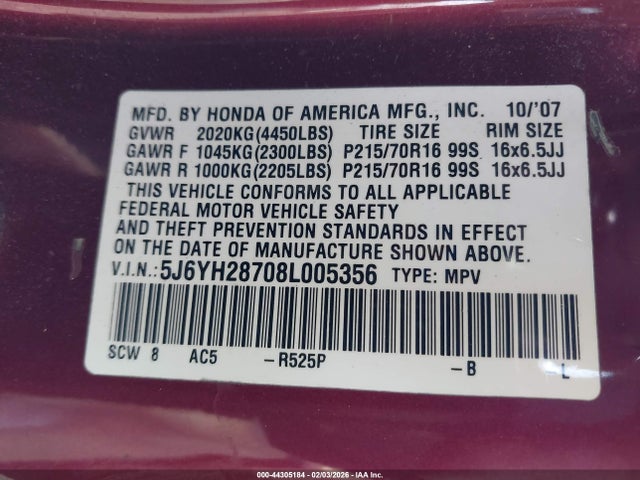 MFD. BY HONDA OF AMERICA MFG., INC. 10/'07
GVWR 2020KG(4450LBS) TIRE SIZE RIM SIZE
GAWR F 1045KG(2300LBS) P215/70R16 99S 16x6.5JJ
GAWR R 1000KG(2205LBS) P215/70R16 99S 16x6.5JJ
THIS VEHICLE CONFORMS TO ALL APPLICABLE
FEDERAL MOTOR VEHICLE SAFETY
AND THEFT PREVENTION STANDARDS IN EFFECT
ON THE DATE OF MANUFACTURE SHOWN ABOVE.
V.I.N.: 5J6YH28708L005356 TYPE: MPV
SCW 8 AC5 -R525P -B -L
000-44305184 - 02/03/2026 - IAA Inc.